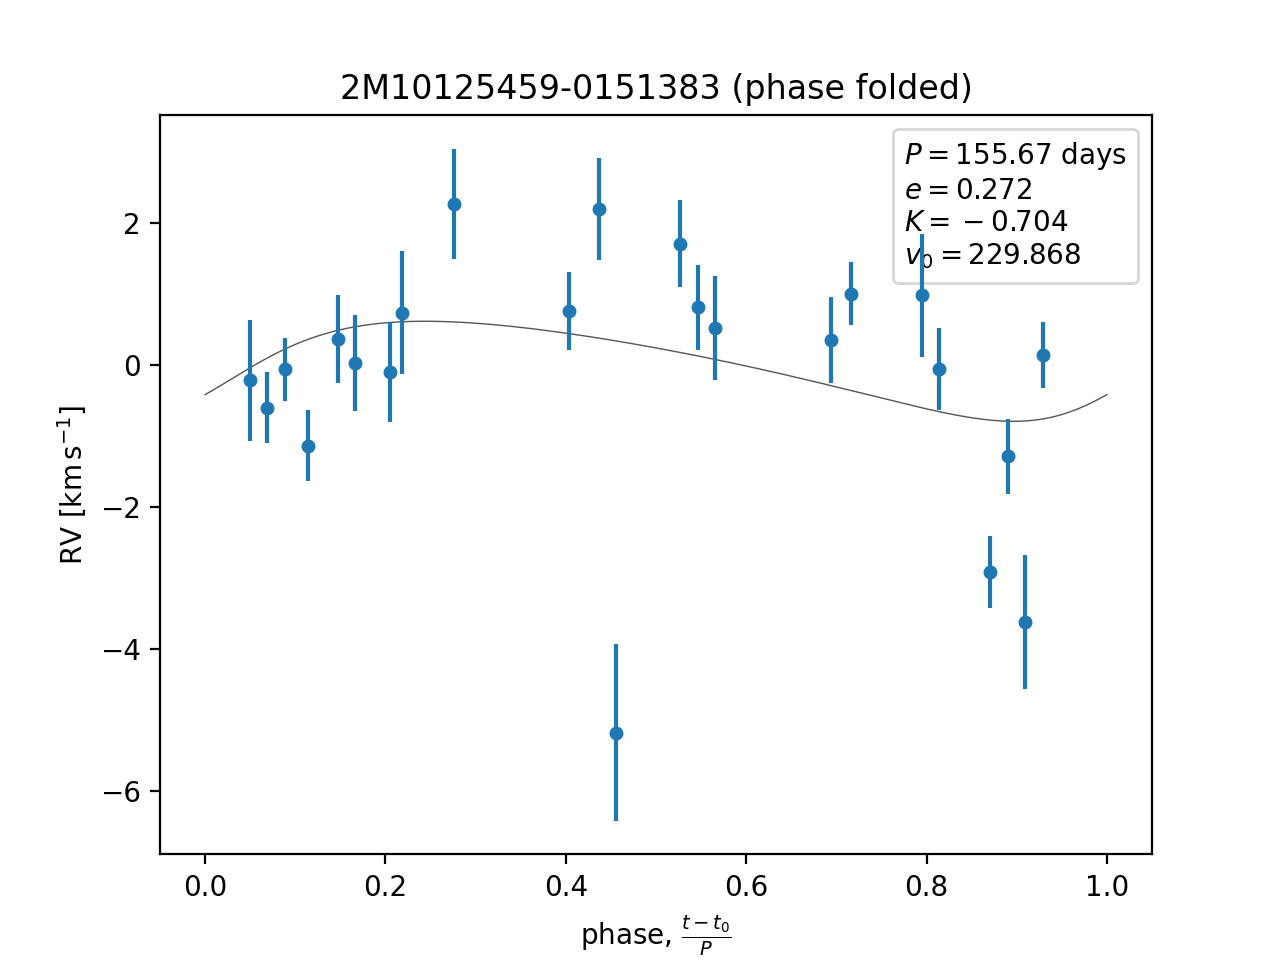 2M10125459-0151383 (phase folded)
P = 155.67 days
e = 0.272
K = −0.704
v₀ = 229.868
RV [km s⁻¹]
2
0
−2
−4
−6
0.0 0.2 0.4 0.6 0.8 1.0
phase, (t − t₀)/P